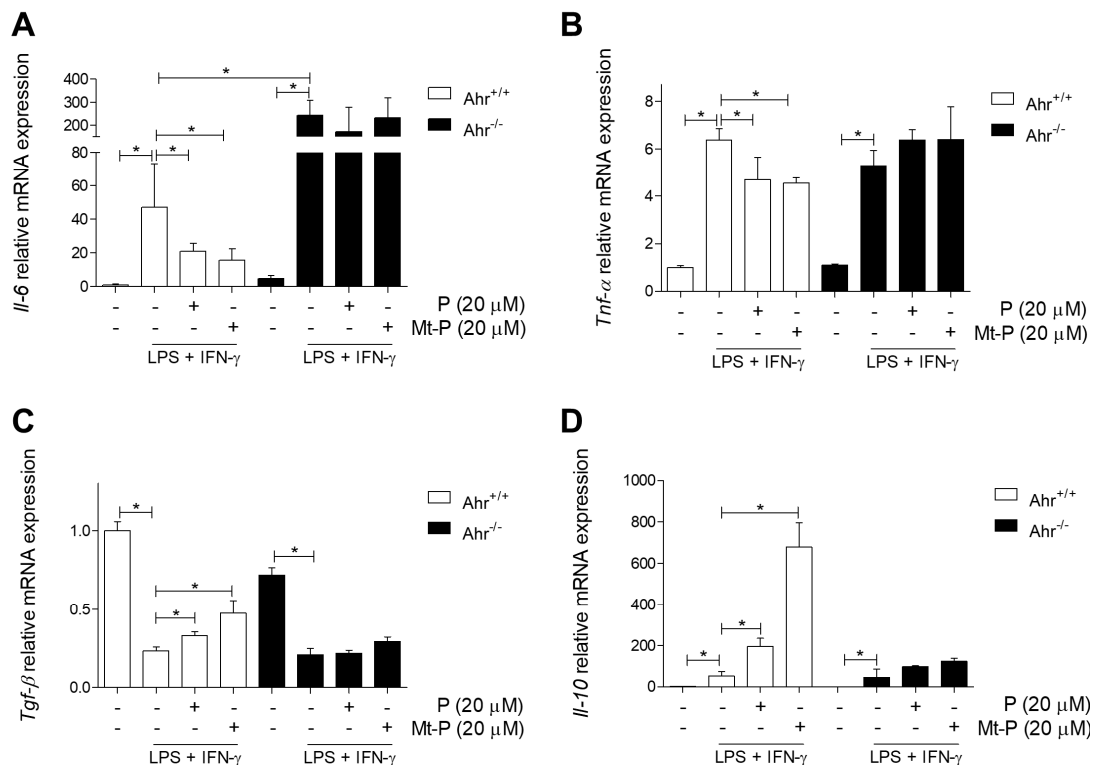 A
Il-6 relative mRNA expression
400
300
200
100
80
60
40
20
0
* * * * *
Ahr+/+
Ahr-/-
- - + - - - + - P (20 μM)
- - - + - - - + Mt-P (20 μM)
LPS + IFN-γ LPS + IFN-γ
B
Tnf-α relative mRNA expression
8
6
4
2
0
* * * *
Ahr+/+
Ahr-/-
- - + - - - + - P (20 μM)
- - - + - - - + Mt-P (20 μM)
LPS + IFN-γ LPS + IFN-γ
C
Tgf-β relative mRNA expression
1.0
0.5
0.0
* * * *
Ahr+/+
Ahr-/-
- - + - - - + - P (20 μM)
- - - + - - - + Mt-P (20 μM)
LPS + IFN-γ LPS + IFN-γ
D
Il-10 relative mRNA expression
1000
800
600
400
200
0
* * * *
Ahr+/+
Ahr-/-
- - + - - - + - P (20 μM)
- - - + - - - + Mt-P (20 μM)
LPS + IFN-γ LPS + IFN-γ